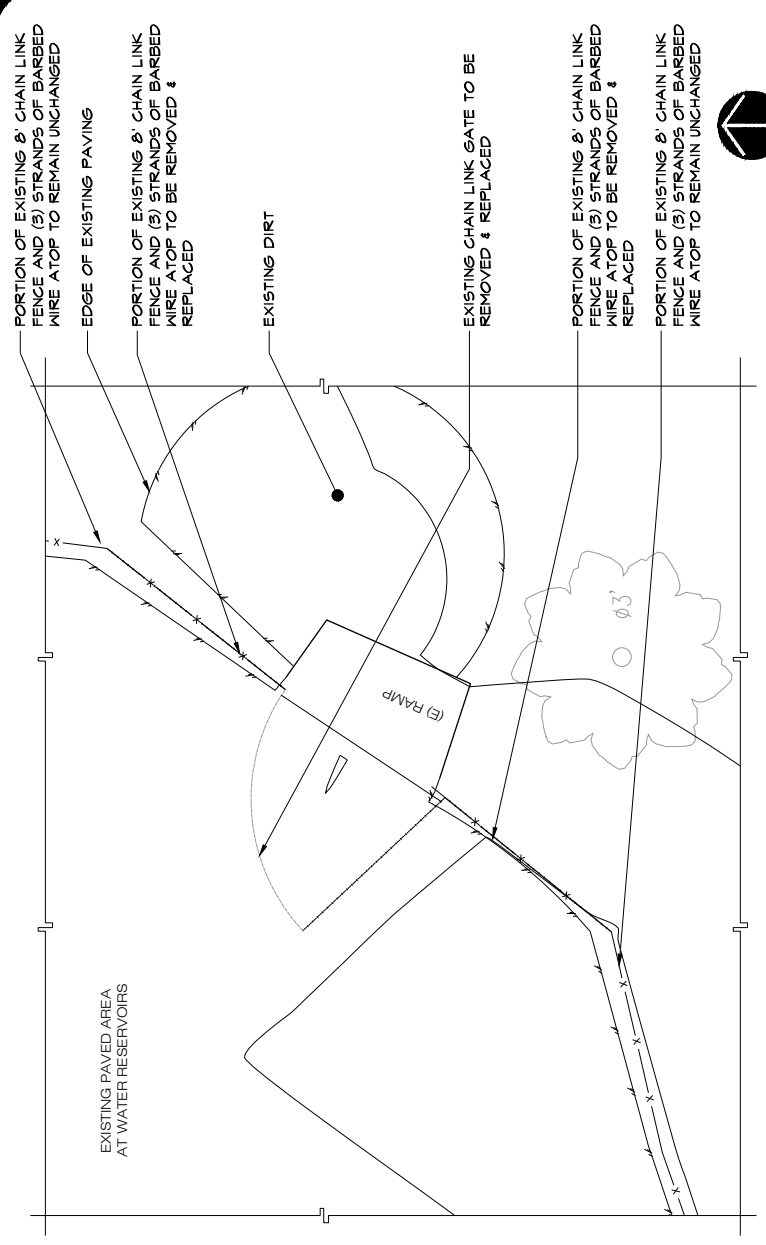 PORTION OF EXISTING 8' CHAIN LINK
FENCE AND (3) STRANDS OF BARBED
WIRE ATOP TO REMAIN UNCHANGED
EDGE OF EXISTING PAVING
PORTION OF EXISTING 8' CHAIN LINK
FENCE AND (3) STRANDS OF BARBED
WIRE ATOP TO BE REMOVED &
REPLACED
EXISTING DIRT
EXISTING CHAIN LINK GATE TO BE
REMOVED & REPLACED
PORTION OF EXISTING 8' CHAIN LINK
FENCE AND (3) STRANDS OF BARBED
WIRE ATOP TO BE REMOVED &
REPLACED
PORTION OF EXISTING 8' CHAIN LINK
FENCE AND (3) STRANDS OF BARBED
WIRE ATOP TO REMAIN UNCHANGED
ø3'
(E) RAMP
EXISTING PAVED AREA
AT WATER RESERVOIRS